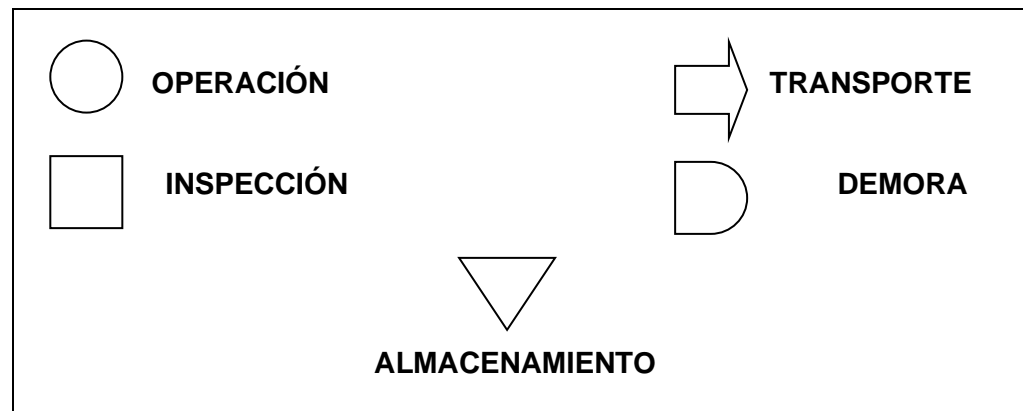 OPERACIÓN
TRANSPORTE
INSPECCIÓN
DEMORA
ALMACENAMIENTO